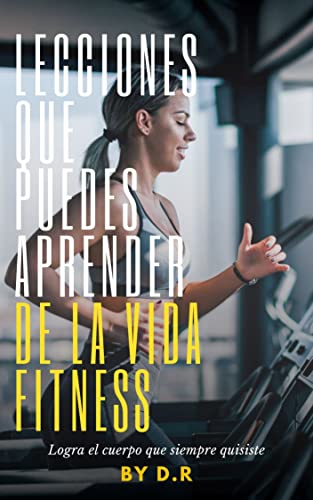 LECCIONES
QUE
PUEDES
APRENDER
DE LA VIDA
FITNESS
Logra el cuerpo que siempre quisiste
BY D.R